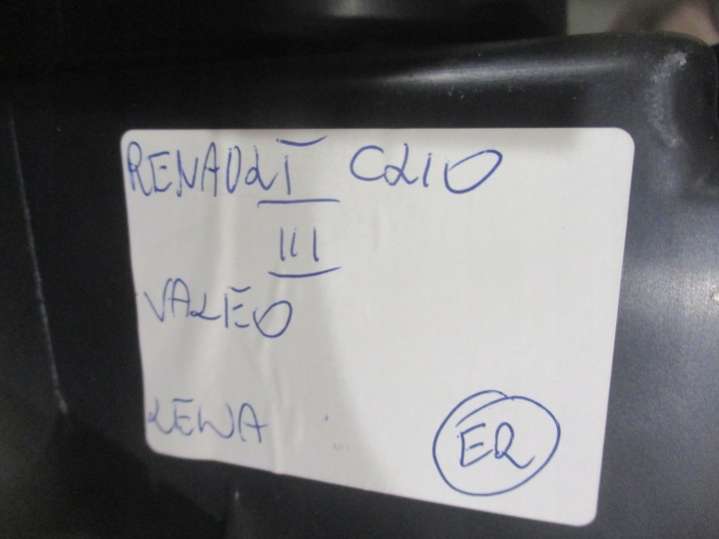 RENAULT CLIO
III
VALEO
LEWA
ER